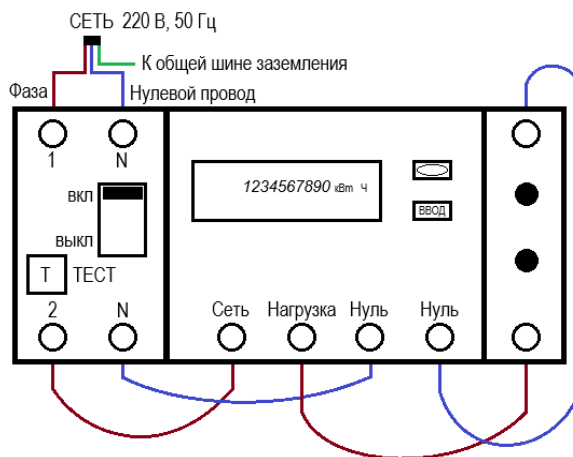 СЕТЬ 220 В, 50 Гц
К общей шине заземления
Фаза
Нулевой провод
1 N
1234567890 кВт Ч
ВКЛ
ВВОД
ВЫКЛ
Т ТЕСТ
2 N Сеть Нагрузка Нуль Нуль